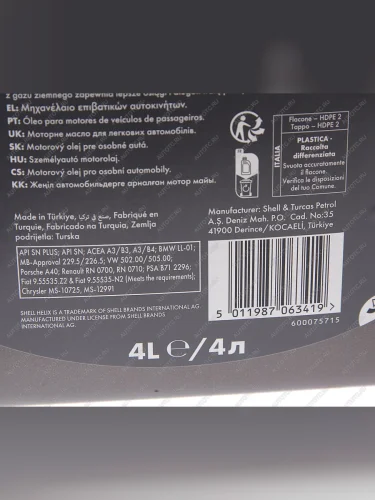 z gazu ziemnego zapewnia lepsze
EL: Μηχανέλαιο επιβατικών αυτοκινήτων.
PT: Óleo para motores de veículos de passageiros.
UK: Моторне масло для легкових автомобілів.
SK: Motorový olej pre osobné autá.
HU: Személyautó motorolaj.
CS: Motorový olej pro osobní automobily.
KK: Жеңіл автомобильдерге арналған мотор майы.
Flacone - HDPE 2
Tappo - HDPE 2
ITALIA
PLASTICA -
Raccolta
differenziata
Svuota accuratamente
il flacone.
Verifica le disposizioni
del tuo Comune.
Made in Türkiye, صنع في تركيا, Fabriqué en
Turquie, Fabricado na Turquia, Zemlja
podrijetla: Turska
API SN PLUS; API SN; ACEA A3/B3, A3/B4; BMW LL-01;
MB-Approval 229.5/226.5; VW 502.00/505.00;
Porsche A40; Renault RN 0700, RN 0710; PSA B71 2296;
Fiat 9.55535.Z2 & Fiat 9.55535-N2 (Meets the requirements);
Chrysler MS-10725, MS-12991
Manufacturer: Shell & Turcas Petrol
A.Ş. Deniz Mah. P.O. Cad. No:35
41900 Derince/KOCAELİ, Türkiye
SHELL HELIX IS A TRADEMARK OF SHELL BRANDS INTERNATIONAL AG
MANUFACTURED UNDER LICENSE FROM SHELL BRANDS
INTERNATIONAL AG.
5 011987 063419
600075715
4L e/4л